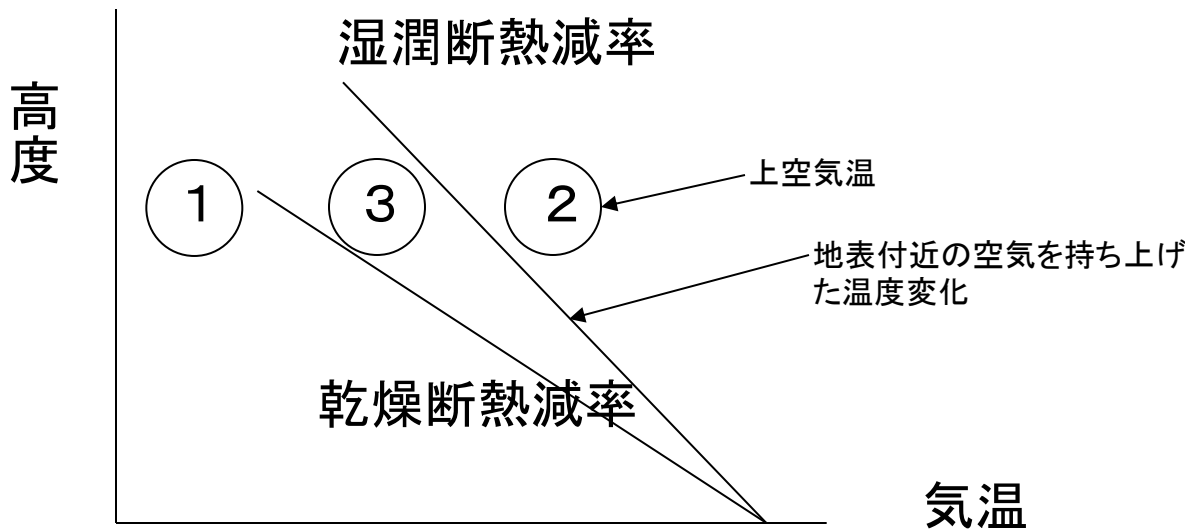 湿潤断熱減率
高度
1
3
2
上空気温
地表付近の空気を持ち上げ
た温度変化
乾燥断熱減率
気温